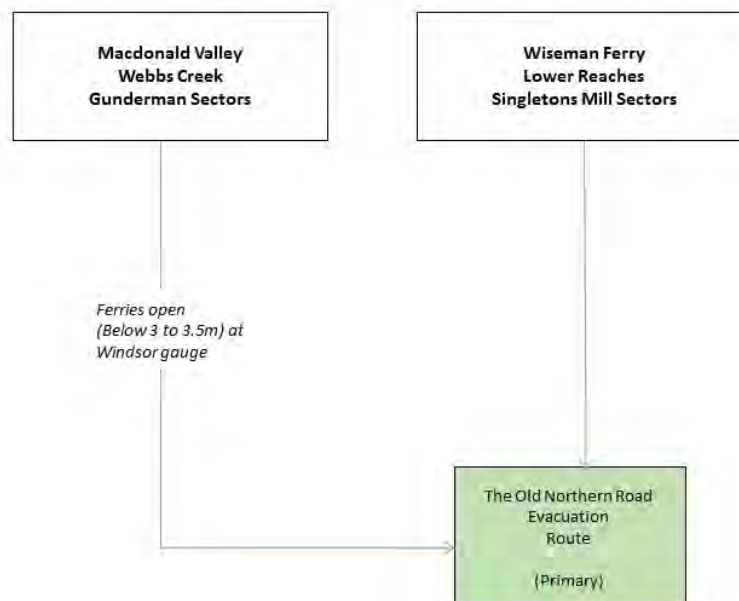 Macdonald Valley
Webbs Creek
Gunderman Sectors
Wiseman Ferry
Lower Reaches
Singletons Mill Sectors
Ferries open
(Below 3 to 3.5m) at
Windsor gauge
The Old Northern Road
Evacuation
Route
(Primary)